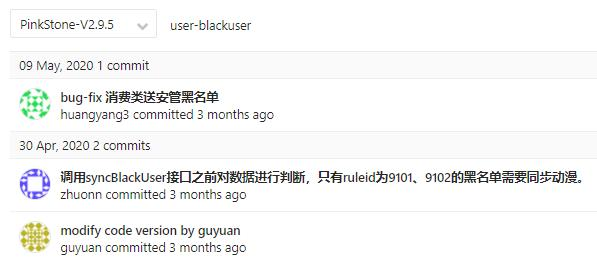 PinkStone-V2.9.5 user-blackuser
09 May, 2020 1 commit
bug-fix 消费类送安管黑名单
huangyang3 committed 3 months ago
30 Apr, 2020 2 commits
调用syncBlackUser接口之前对数据进行判断，只有ruleid为9101、9102的黑名单需要同步动漫。
zhuonn committed 3 months ago
modify code version by guyuan
guyuan committed 3 months ago